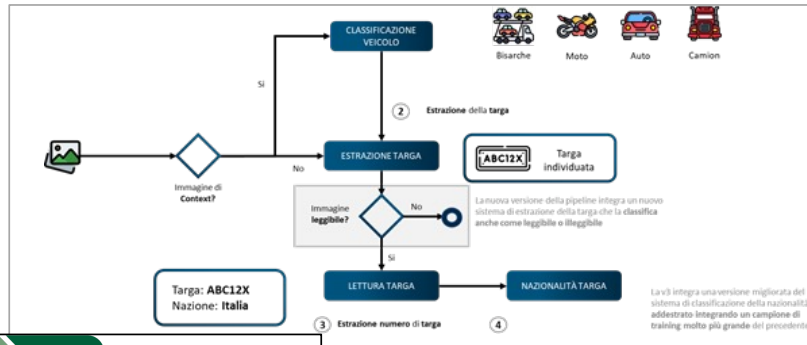 CLASSIFICAZIONE
VEICOLO
Bisarche
Moto
Auto
Camion
Si
2
Estrazione della targa
ESTRAZIONE TARGA
ABC12X
Targa
individuata
No
Immagine di
Context?
Immagine
leggibile?
No
La nuova versione della pipeline integra un nuovo
sistema di estrazione della targa che la classifica
anche come leggibile o illeggibile
Si
Targa: ABC12X
Nazione: Italia
LETTURA TARGA
NAZIONALITÀ TARGA
La v3 integra una versione migliorata del
sistema di classificazione della nazionalit
addestrato integrando un campione di
training molto più grande del precedente
3
Estrazione numero di targa
4